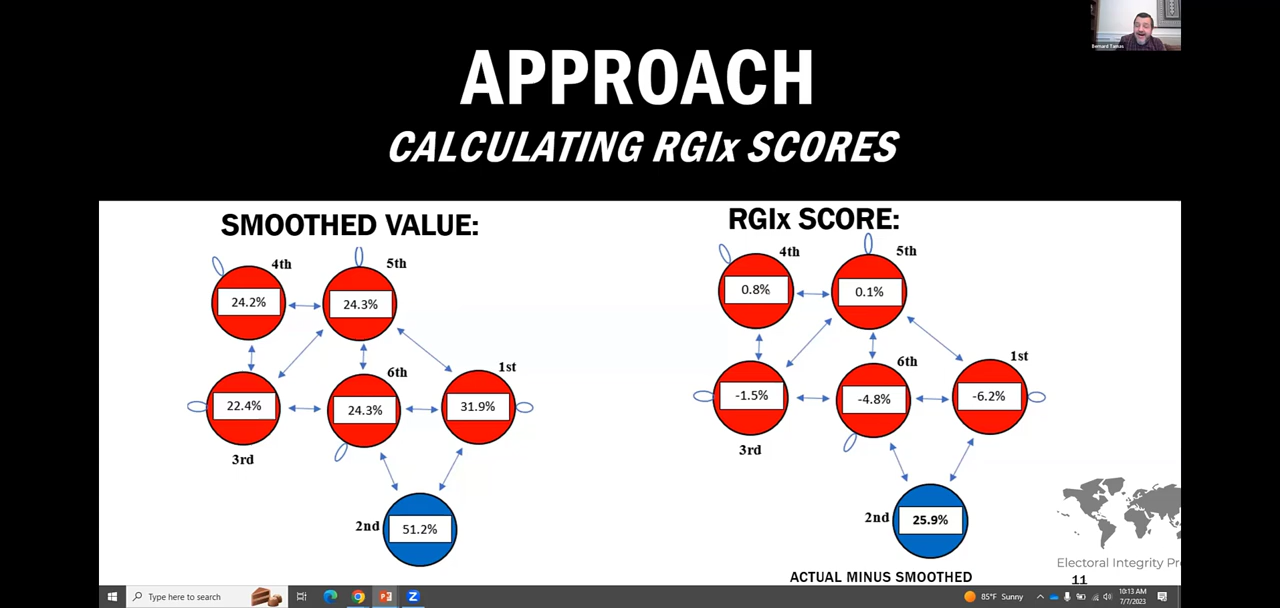 Bernard Tamas
APPROACH
CALCULATING RGIx SCORES
SMOOTHED VALUE:
4th
5th
24.2%
24.3%
6th
1st
22.4%
24.3%
31.9%
3rd
2nd
51.2%
RGIx SCORE:
4th
5th
0.8%
0.1%
6th
1st
-1.5%
-4.8%
-6.2%
3rd
2nd
25.9%
ACTUAL MINUS SMOOTHED
Electoral Integrity Pr
11
Type here to search
85°F Sunny
10:13 AM
7/7/2023